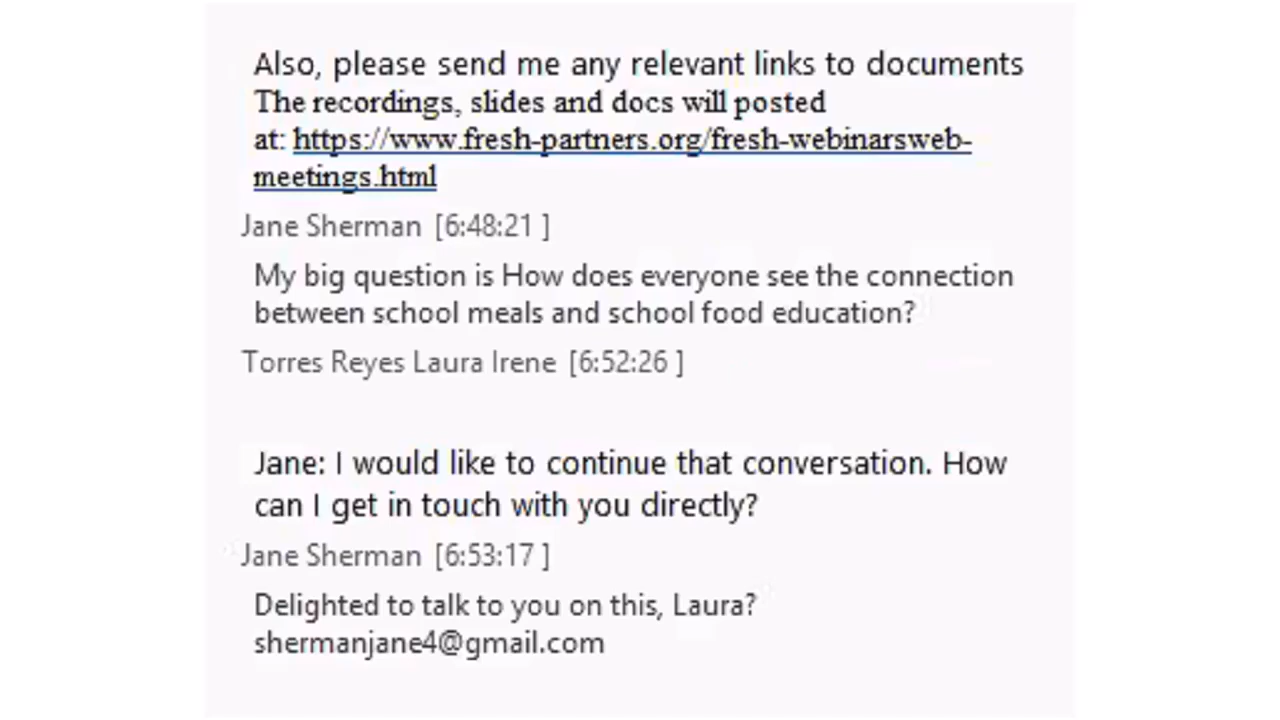 Also, please send me any relevant links to documents
The recordings, slides and docs will posted
at: https://www.fresh-partners.org/fresh-webinarsweb-
meetings.html
Jane Sherman [6:48:21 ]
My big question is How does everyone see the connection
between school meals and school food education?
Torres Reyes Laura Irene [6:52:26 ]
Jane: I would like to continue that conversation. How
can I get in touch with you directly?
Jane Sherman [6:53:17 ]
Delighted to talk to you on this, Laura?
shermanjane4@gmail.com